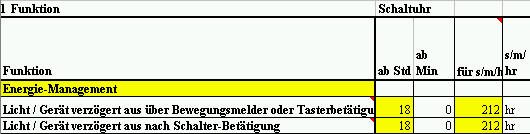 1 Funktion Schaltuhr
Funktion ab Std ab Min für s/m/h s/m/ hr
Energie-Management
Licht / Gerät verzögert aus über Bewegungsmelder oder Tasterbetätigu 18 0 212 hr
Licht / Gerät verzögert aus nach Schalter-Betätigung 18 0 212 hr